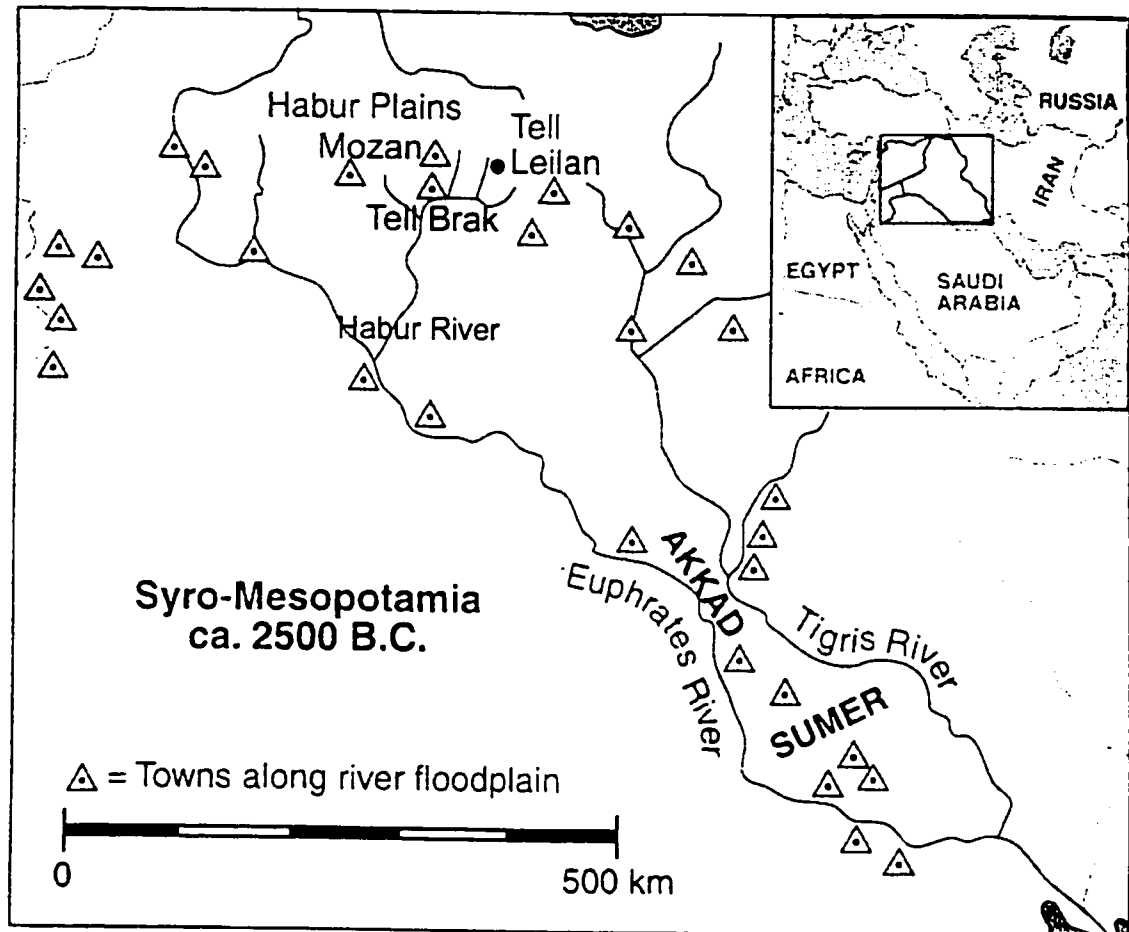 Habur Plains
Mozan
Tell
Leilan
Tell Brak
Habur River
RUSSIA
IRAN
EGYPT
SAUDI
ARABIA
AFRICA
AKKAD
Euphrates River
Tigris River
SUMER
Syro-Mesopotamia
ca. 2500 B.C.
= Towns along river floodplain
0
500 km